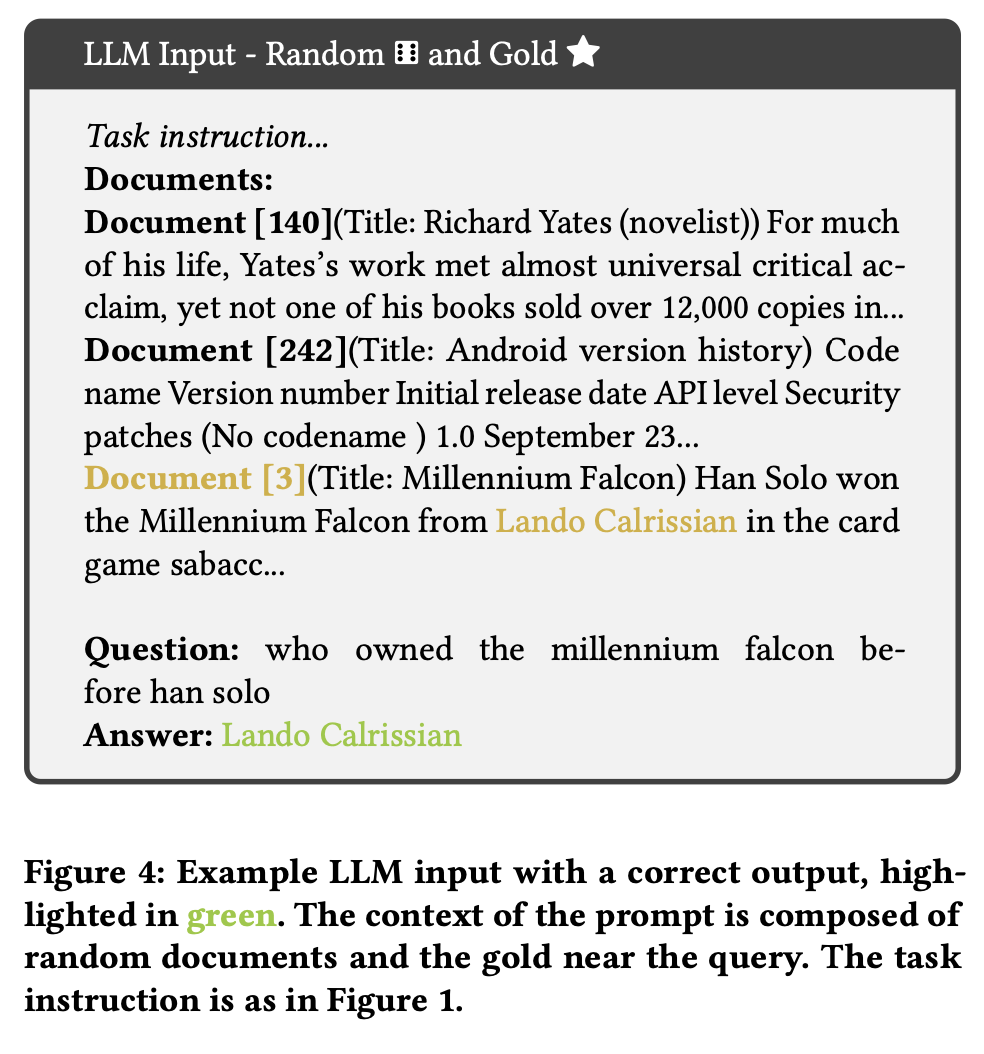 LLM Input - Random and Gold
Task instruction...
Documents:
Document [140](Title: Richard Yates (novelist)) For much
of his life, Yates’s work met almost universal critical ac-
claim, yet not one of his books sold over 12,000 copies in...
Document [242](Title: Android version history) Code
name Version number Initial release date API level Security
patches (No codename ) 1.0 September 23...
Document [3](Title: Millennium Falcon) Han Solo won
the Millennium Falcon from Lando Calrissian in the card
game sabacc...
Question: who owned the millennium falcon be-
fore han solo
Answer: Lando Calrissian
Figure 4: Example LLM input with a correct output, high-
lighted in green. The context of the prompt is composed of
random documents and the gold near the query. The task
instruction is as in Figure 1.